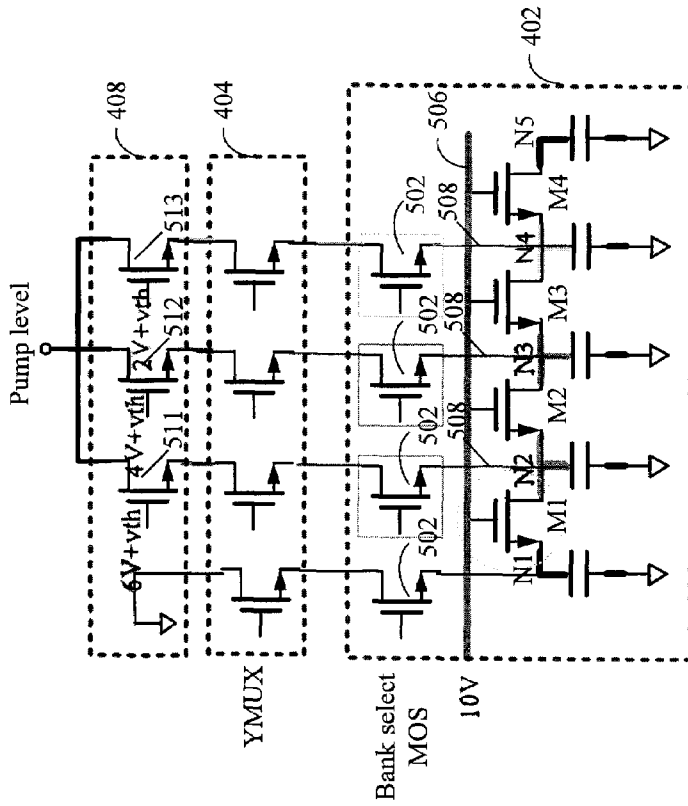 Pump level
408
513
2V+vth
512
4V+vth
511
6V+vth
404
YMUX
402
506
502
502
502
502
508
508
508
Bank select
MOS
10V
N1
N2
N3
N4
N5
M1
M2
M3
M4